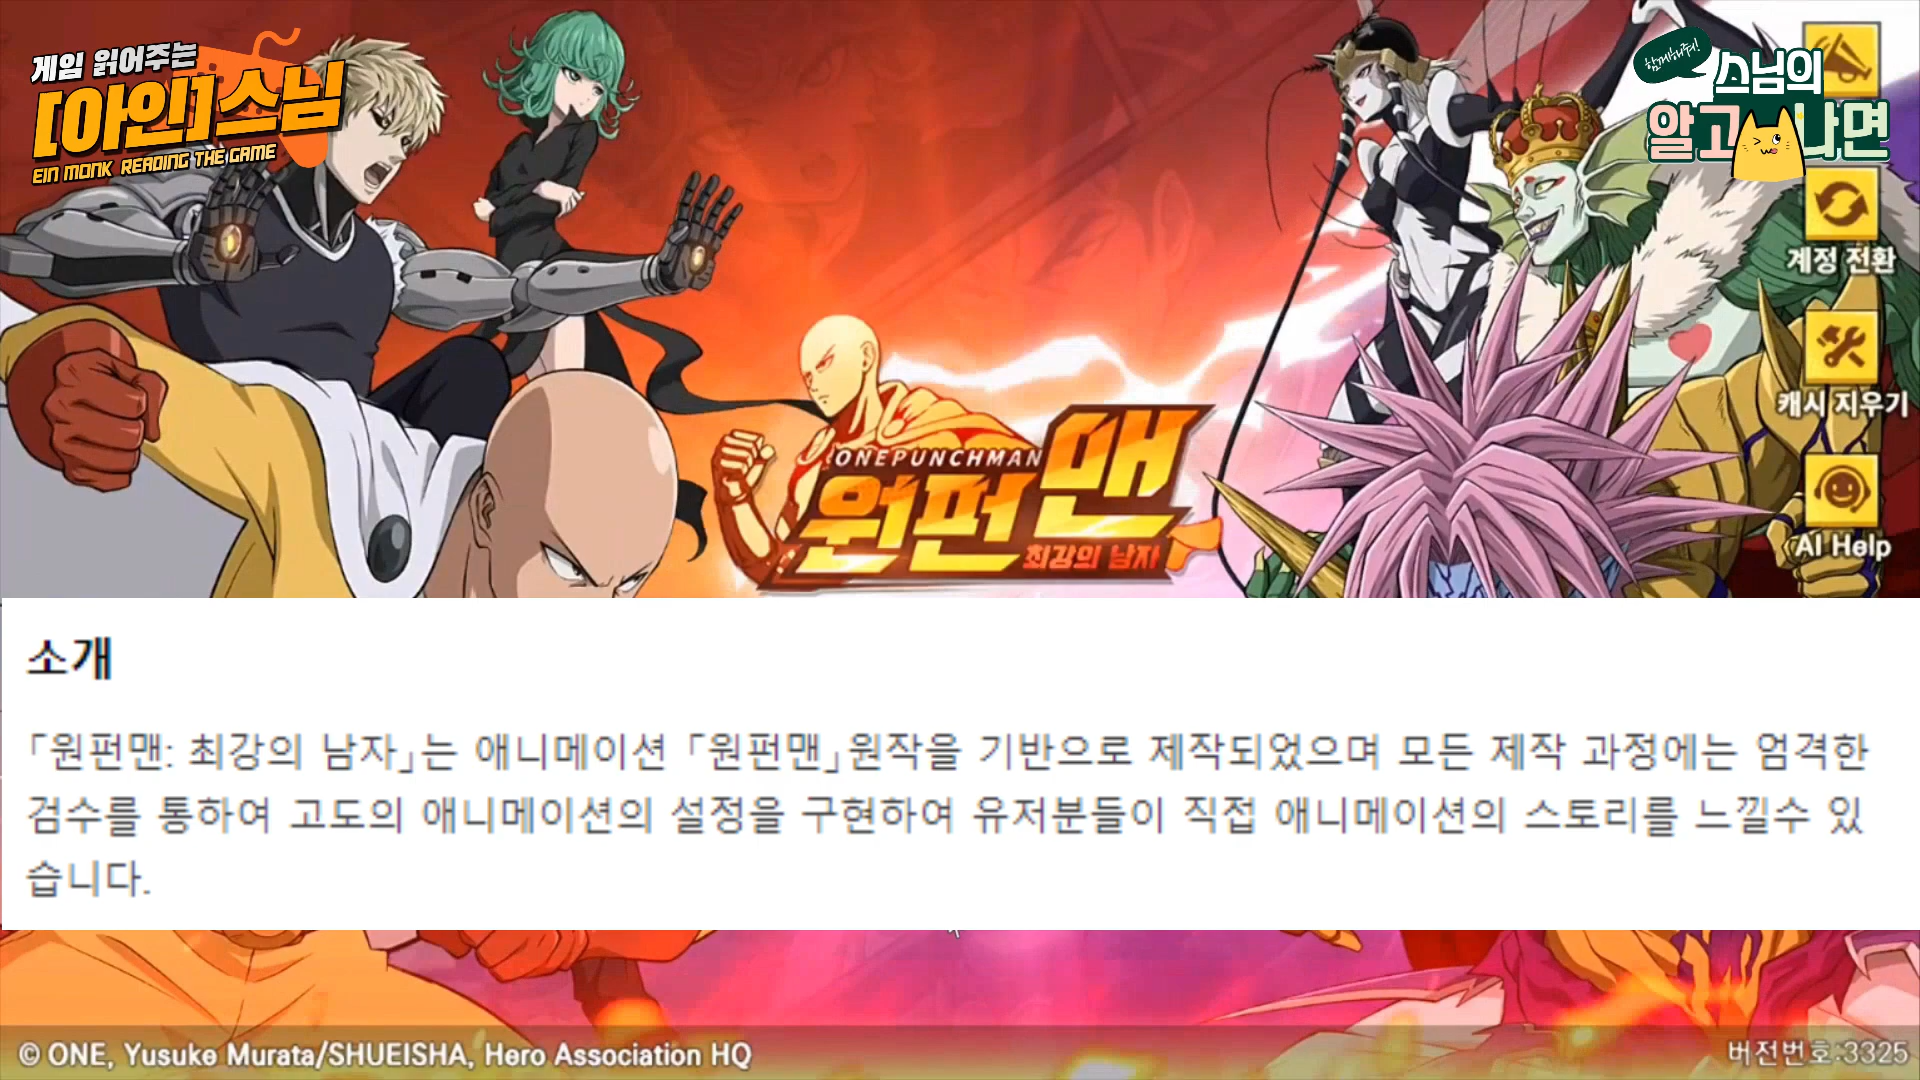 게임 읽어주는
[아인]스님
EIN MONK READING THE GAME
함께해줘!
스님의
알고 나면
계정 전환
캐시 지우기
AI Help
ONEPUNCHMAN
원펀맨
최강의 남자
소개
「원펀맨: 최강의 남자」는 애니메이션 「원펀맨」원작을 기반으로 제작되었으며 모든 제작 과정에는 엄격한
검수를 통하여 고도의 애니메이션의 설정을 구현하여 유저분들이 직접 애니메이션의 스토리를 느낄수 있
습니다.
© ONE, Yusuke Murata/SHUEISHA, Hero Association HQ
버전번호:3325